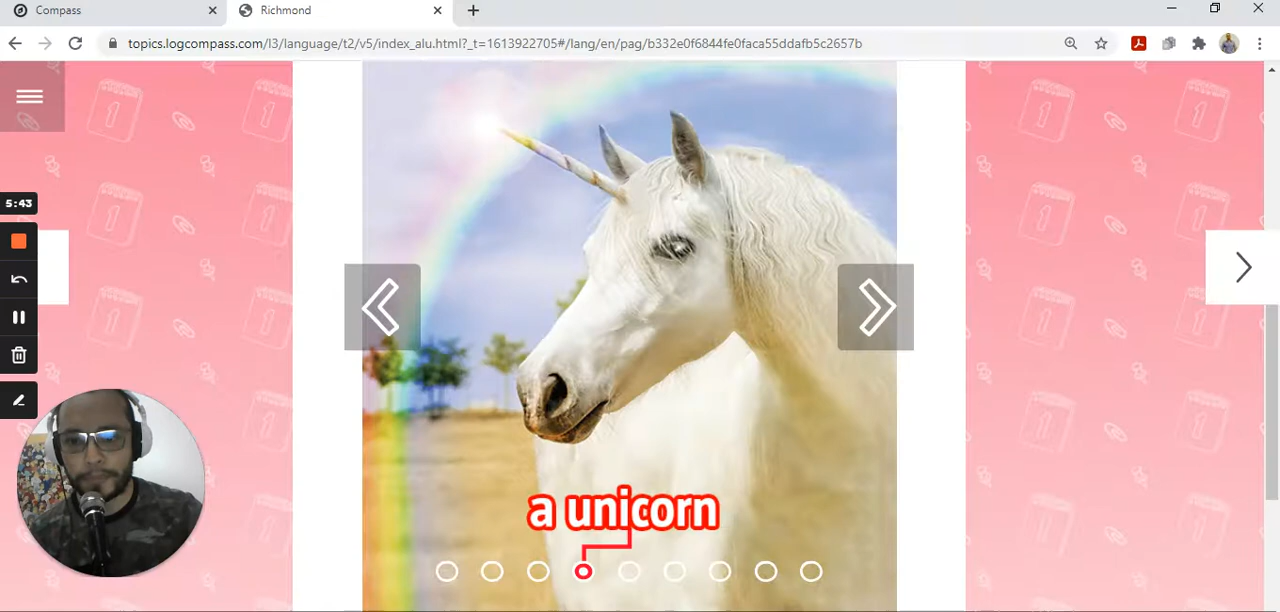 Compass
Richmond
topics.logcompass.com/l3/language/t2/v5/index_alu.html?_t=1613922705#/lang/en/pag/b332e0f6844fe0faca55ddafb5c2657b
5:43
a unicorn